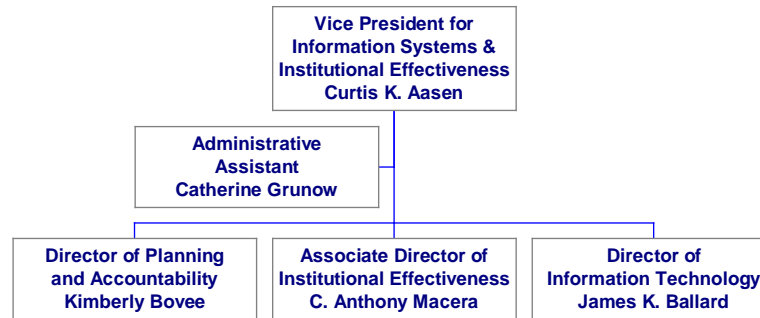 Vice President for
Information Systems &
Institutional Effectiveness
Curtis K. Aasen
Administrative
Assistant
Catherine Grunow
Director of Planning
and Accountability
Kimberly Bovee
Associate Director of
Institutional Effectiveness
C. Anthony Macera
Director of
Information Technology
James K. Ballard